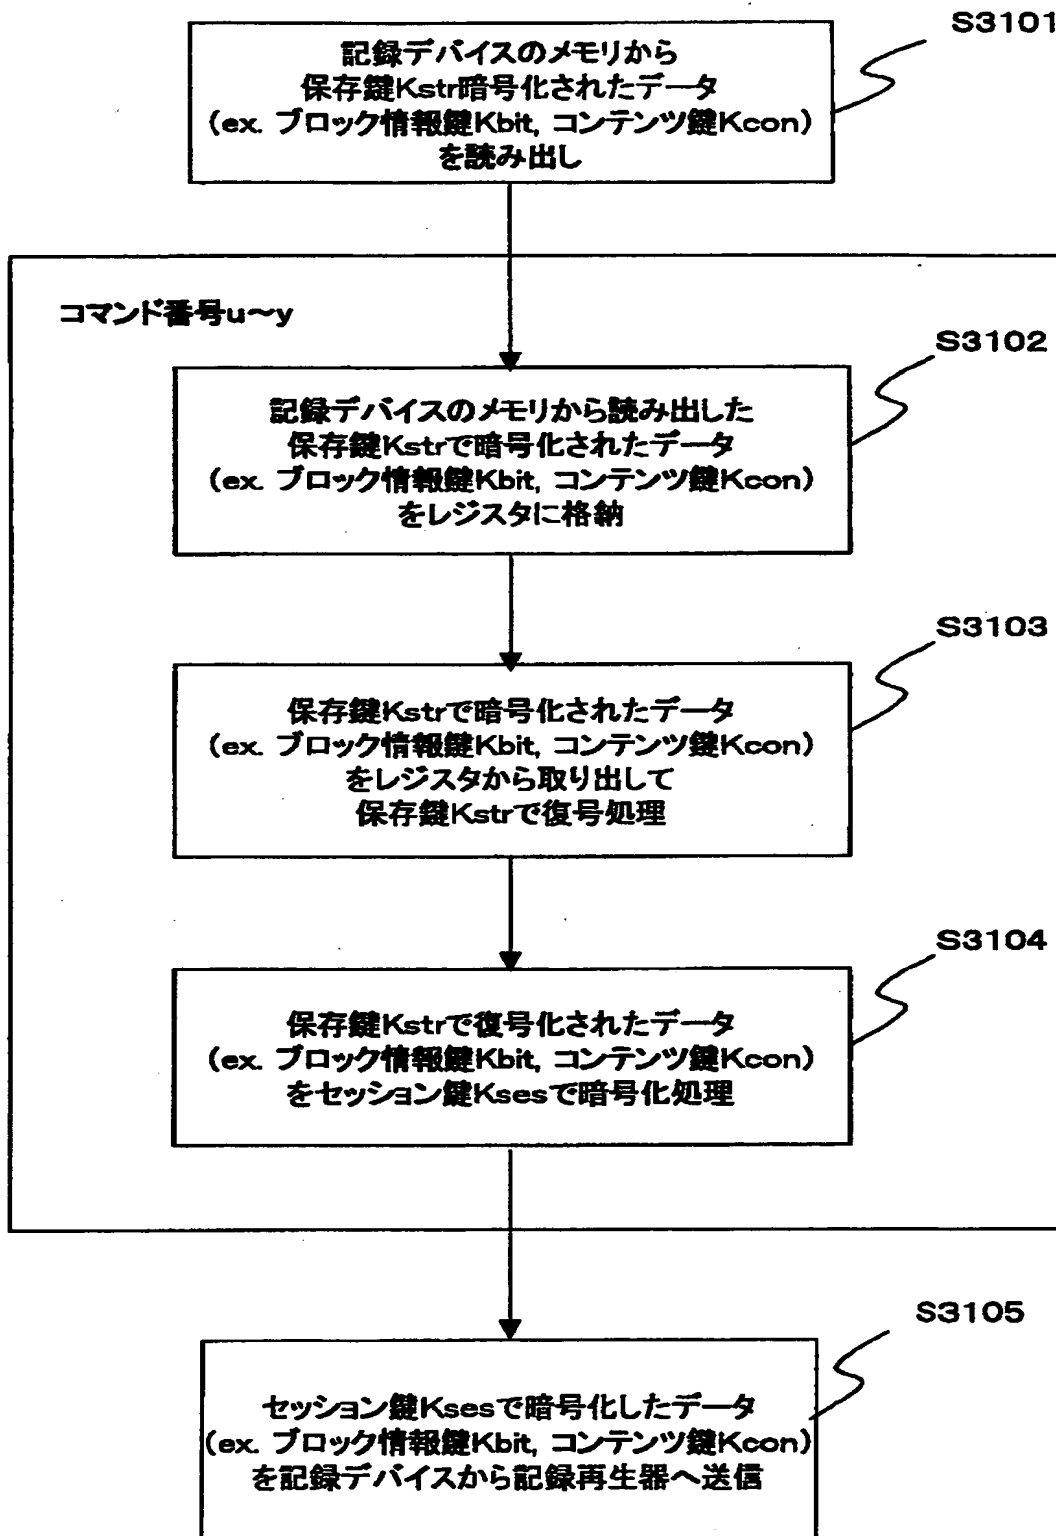 S3101
記録デバイスのメモリから
保存鍵Kstr暗号化されたデータ
(ex. ブロック情報鍵Kbit, コンテンツ鍵Kcon)
を読み出し
コマンド番号u～y
S3102
記録デバイスのメモリから読み出した
保存鍵Kstrで暗号化されたデータ
(ex. ブロック情報鍵Kbit, コンテンツ鍵Kcon)
をレジスタに格納
S3103
保存鍵Kstrで暗号化されたデータ
(ex. ブロック情報鍵Kbit, コンテンツ鍵Kcon)
をレジスタから取り出して
保存鍵Kstrで復号処理
S3104
保存鍵Kstrで復号化されたデータ
(ex. ブロック情報鍵Kbit, コンテンツ鍵Kcon)
をセッション鍵Ksesで暗号化処理
S3105
セッション鍵Ksesで暗号化したデータ
(ex. ブロック情報鍵Kbit, コンテンツ鍵Kcon)
を記録デバイスから記録再生器へ送信